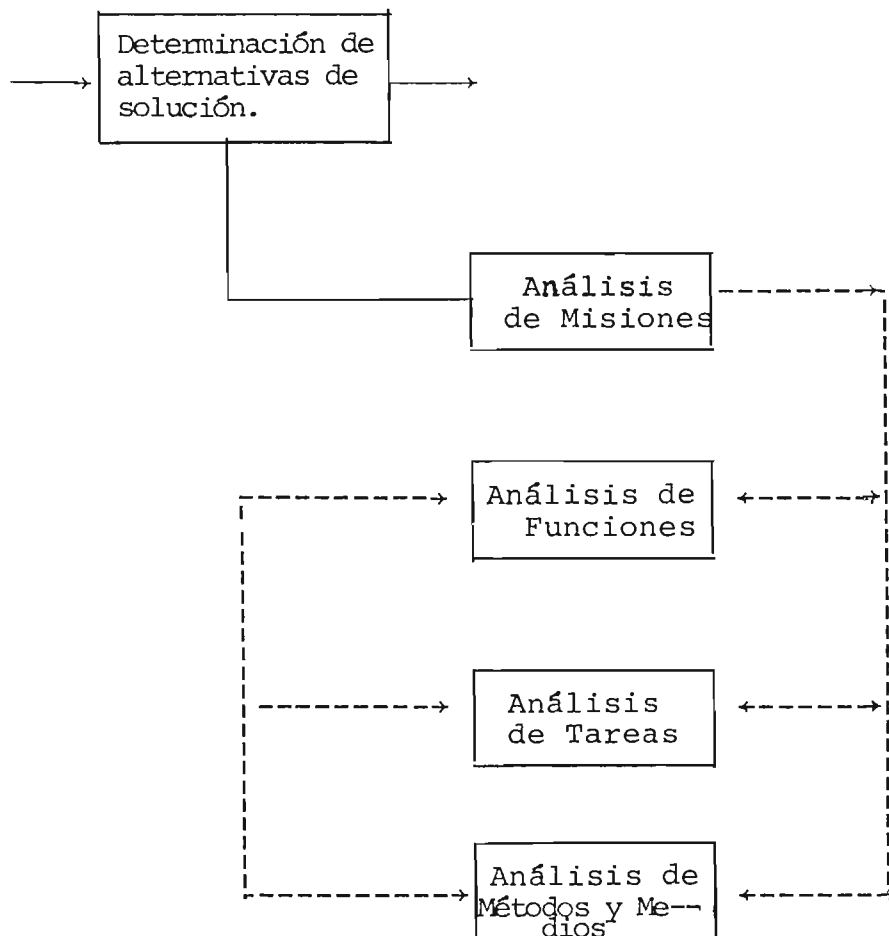 Determinación de
alternativas de
solución.
Análisis
de Misiones
Análisis de
Funciones
Análisis
de Tareas
Análisis de
Métodos y Me--
dios